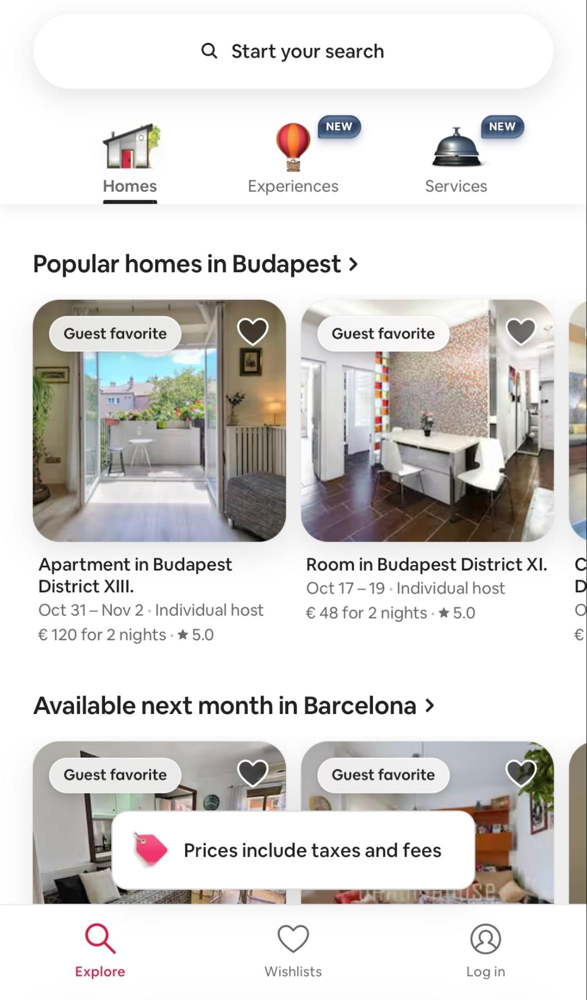 Start your search
NEW
NEW
Homes
Experiences
Services
Popular homes in Budapest
Guest favorite
Guest favorite
Apartment in Budapest
District XIII.
Oct 31 – Nov 2 · Individual host
€ 120 for 2 nights · ★ 5.0
Room in Budapest District XI.
Oct 17 – 19 · Individual host
€ 48 for 2 nights · ★ 5.0
C
D
O
€
Available next month in Barcelona
Guest favorite
Guest favorite
Prices include taxes and fees
Explore
Wishlists
Log in